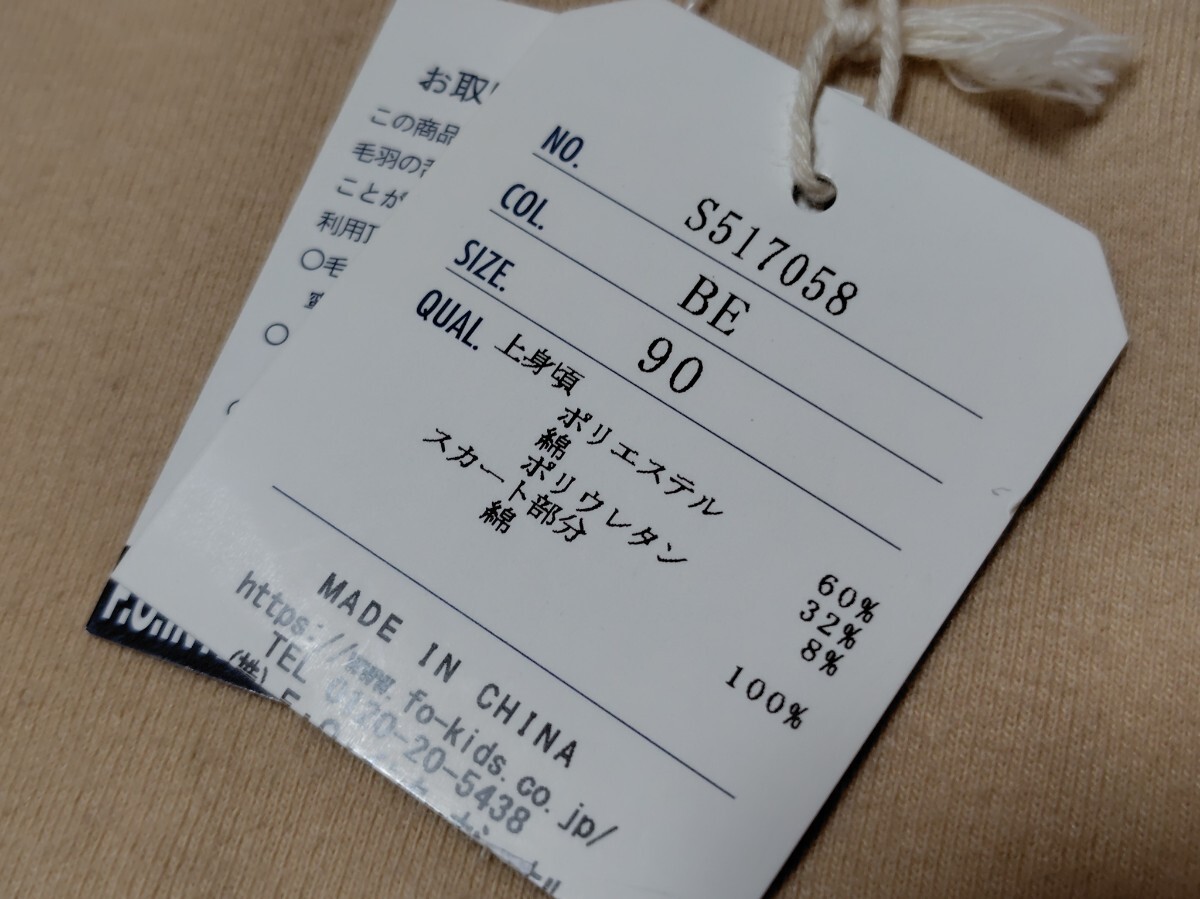 NO. S517058
COL. BE
SIZE. 90
QUAL. 上身頃
ポリエステル 60%
綿 32%
ポリウレタン 8%
スカート部分
綿 100%
MADE IN CHINA
https://www.fo-kids.co.jp/
TEL 0170-20-5438
(株)F.O.
お取
この商品
毛羽の
ことが
利用
○毛
○